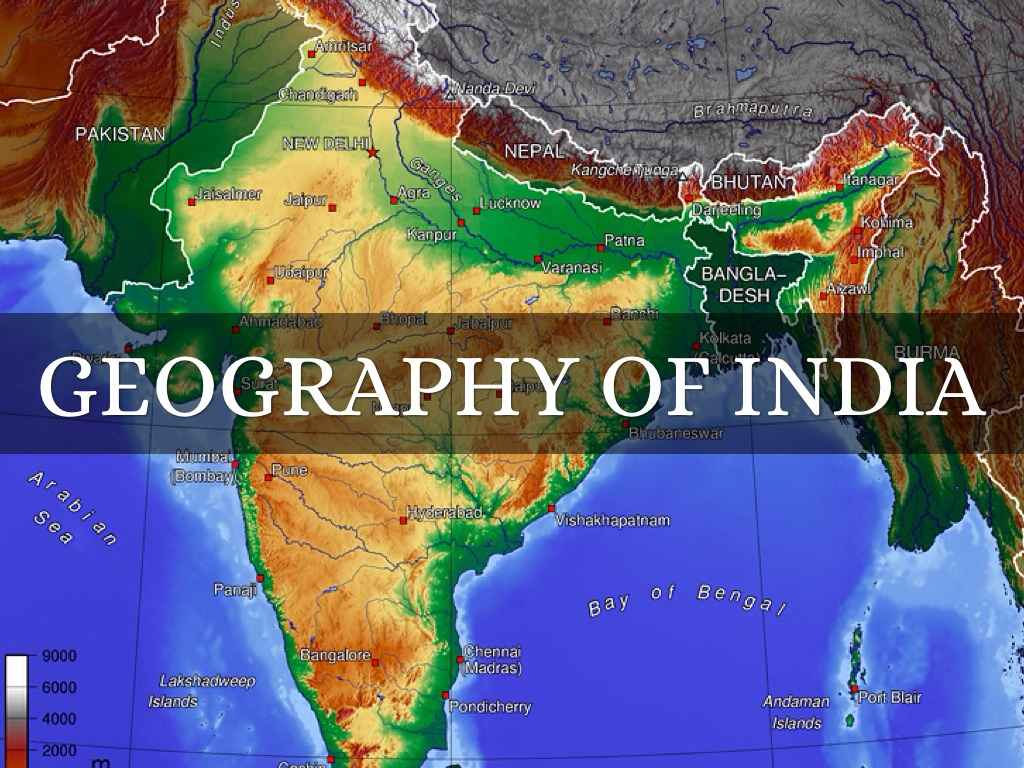 Indus
Amritsar
Chandigarh
Nanda Devi
Brahmaputra
PAKISTAN
NEW DELHI
NEPAL
Kangchenjunga
BHUTAN
Itanagar
Ganges
Jaisalmer
Jaipur
Agra
Lucknow
Darjeeling
Kohima
Kanpur
Patna
Imphal
Varanasi
Udaipur
BANGLA–
DESH
Aizawl
Ahmadabad
Bhopal
Jabalpur
Ranchi
Kolkata
(Calcutta)
BURMA
GEOGRAPHY OF INDIA
Surat
Bhubaneswar
Mumbai
(Bombay)
Pune
Arabian
Sea
Hyderabad
Vishakhapatnam
Panaji
Bay of Bengal
Bangalore
Chennai
(Madras)
9000
6000
4000
2000
m
Lakshadweep
Islands
Pondicherry
Andaman
Islands
Port Blair